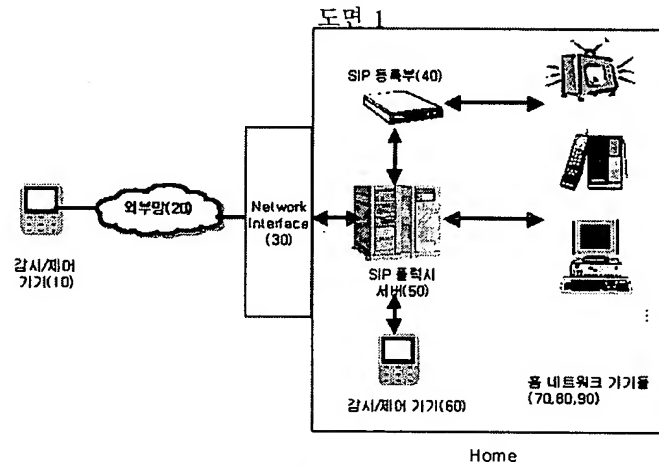 도면 1
SIP 등록부(40)
외부망(20)
Network
Interface
(30)
감시/제어
기기(10)
SIP 플럭시
서버(50)
감시/제어 기기(60)
홈 네트워크 기기들
(70,80,90)
Home